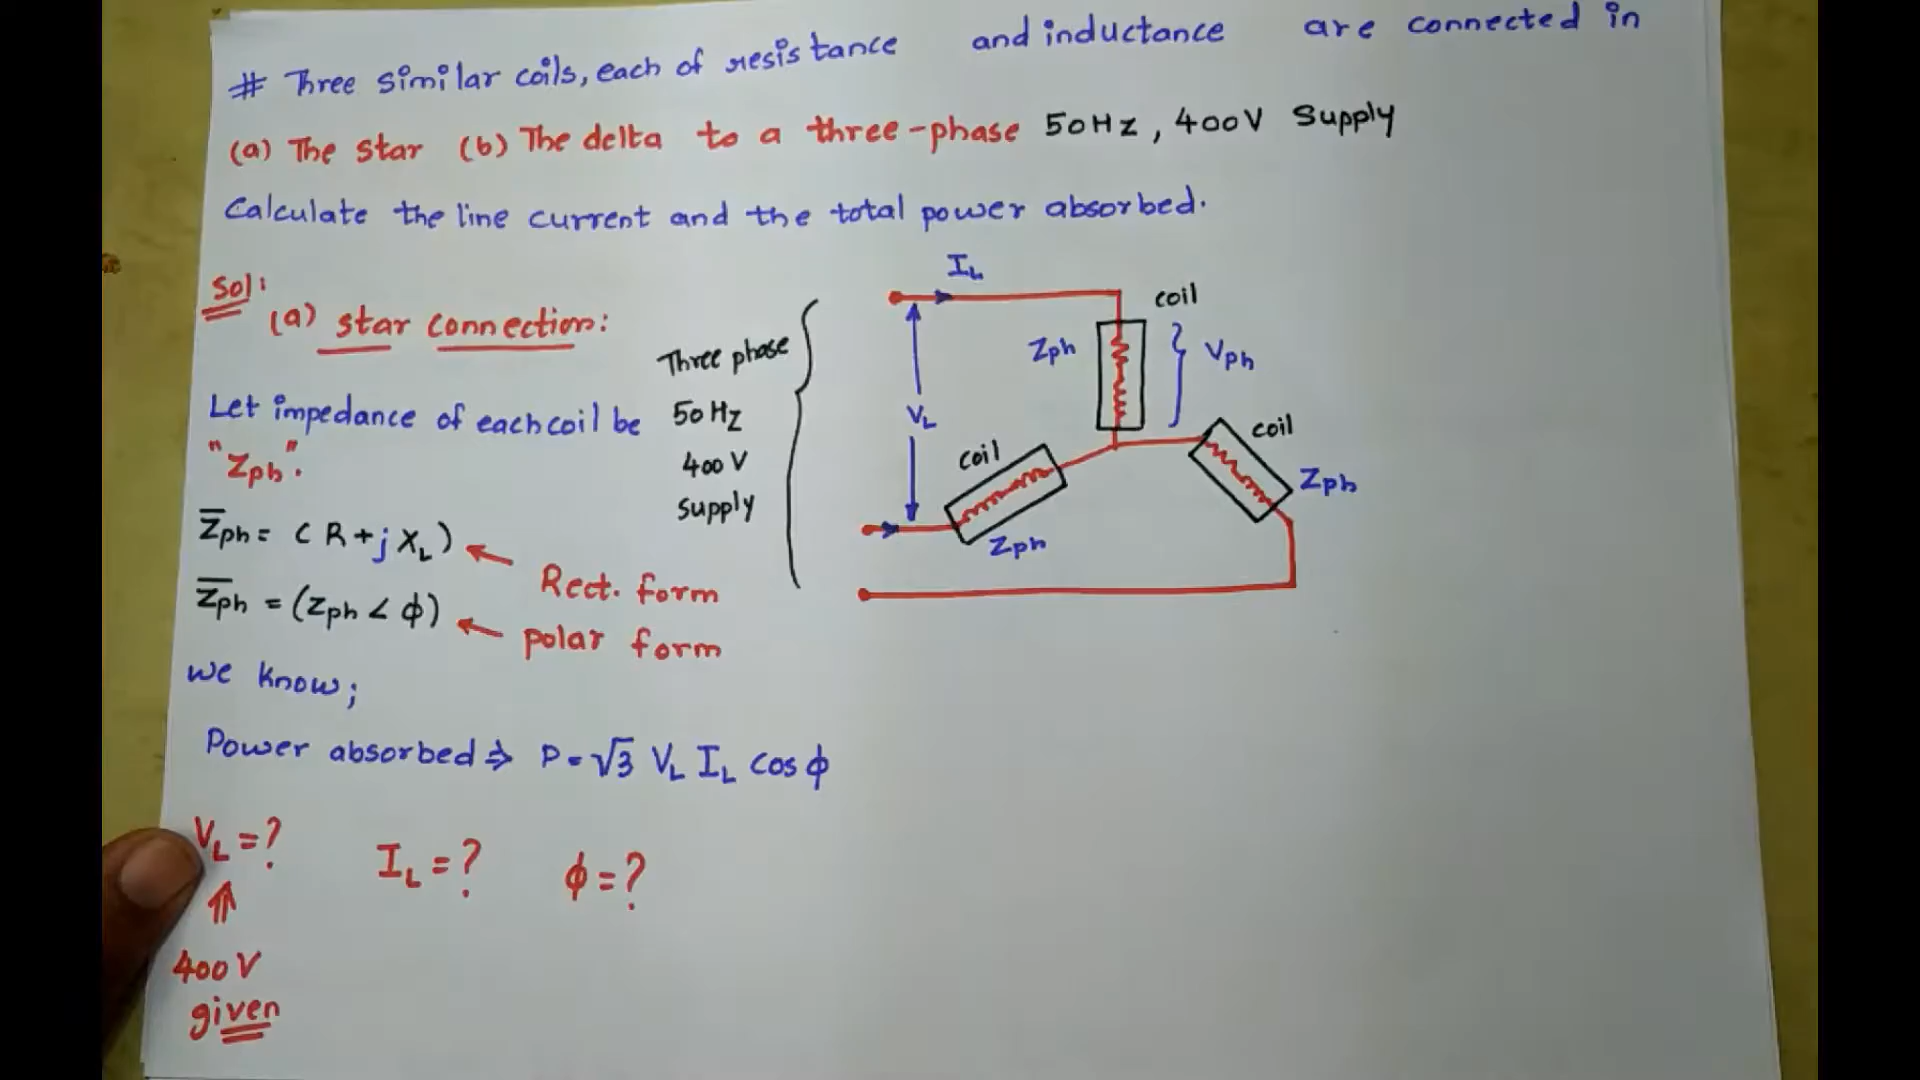 # Three similar coils, each of resistance and inductance are connected in
(a) The star (b) The delta to a three-phase 50Hz, 400V Supply
Calculate the line current and the total power absorbed.
Sol:
(a) star connection:
Let impedance of each coil be
"Zph".
Z̅ph = (R+jXL) ← Rect. form
Z̅ph = (Zph ∠ φ) ← polar form
we know;
Power absorbed ⇒ P = √3 VL IL cos φ
VL = ? IL = ? φ = ?
⇑
400 V
given
Three phase
50 Hz
400 V
supply
IL
VL
coil
Zph
Vph
coil
Zph
coil
Zph